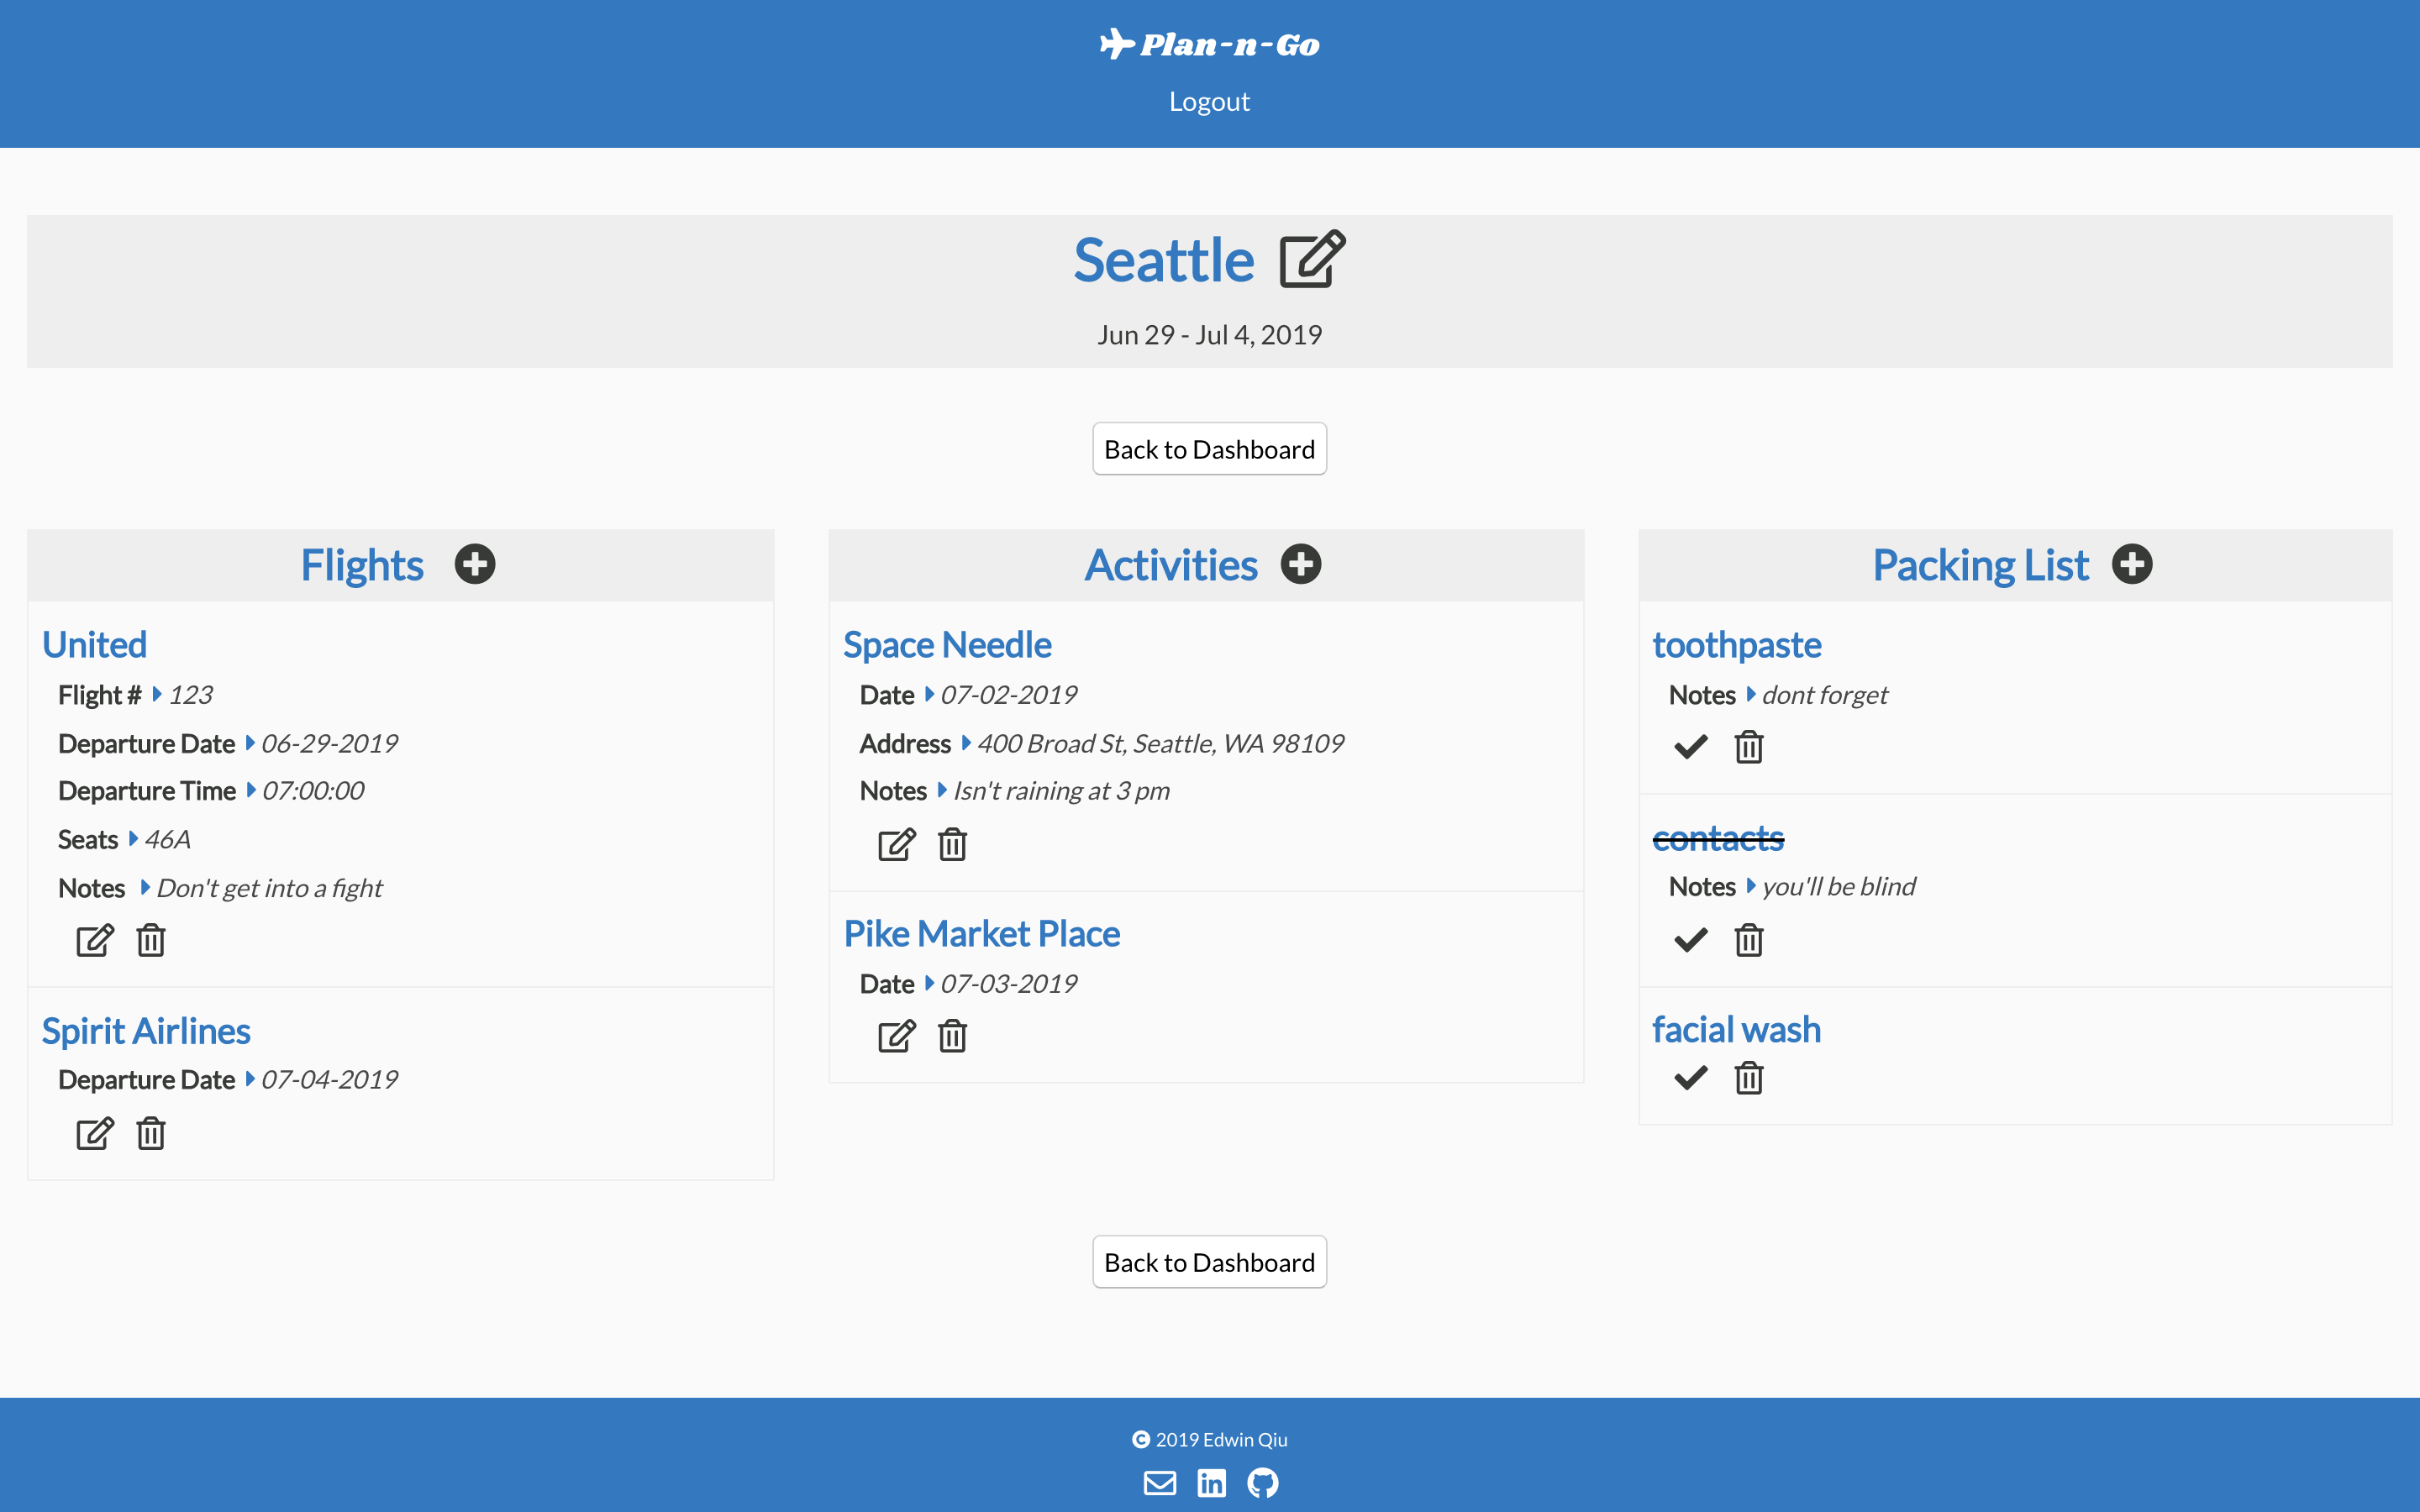 Plan-n-Go
Logout
Seattle
Jun 29 - Jul 4, 2019
Back to Dashboard
Flights
United
Flight # 123
Departure Date 06-29-2019
Departure Time 07:00:00
Seats 46A
Notes Don't get into a fight
Spirit Airlines
Departure Date 07-04-2019
Activities
Space Needle
Date 07-02-2019
Address 400 Broad St, Seattle, WA 98109
Notes Isn't raining at 3 pm
Pike Market Place
Date 07-03-2019
Packing List
toothpaste
Notes dont forget
contacts
Notes you'll be blind
facial wash
Back to Dashboard
© 2019 Edwin Qiu